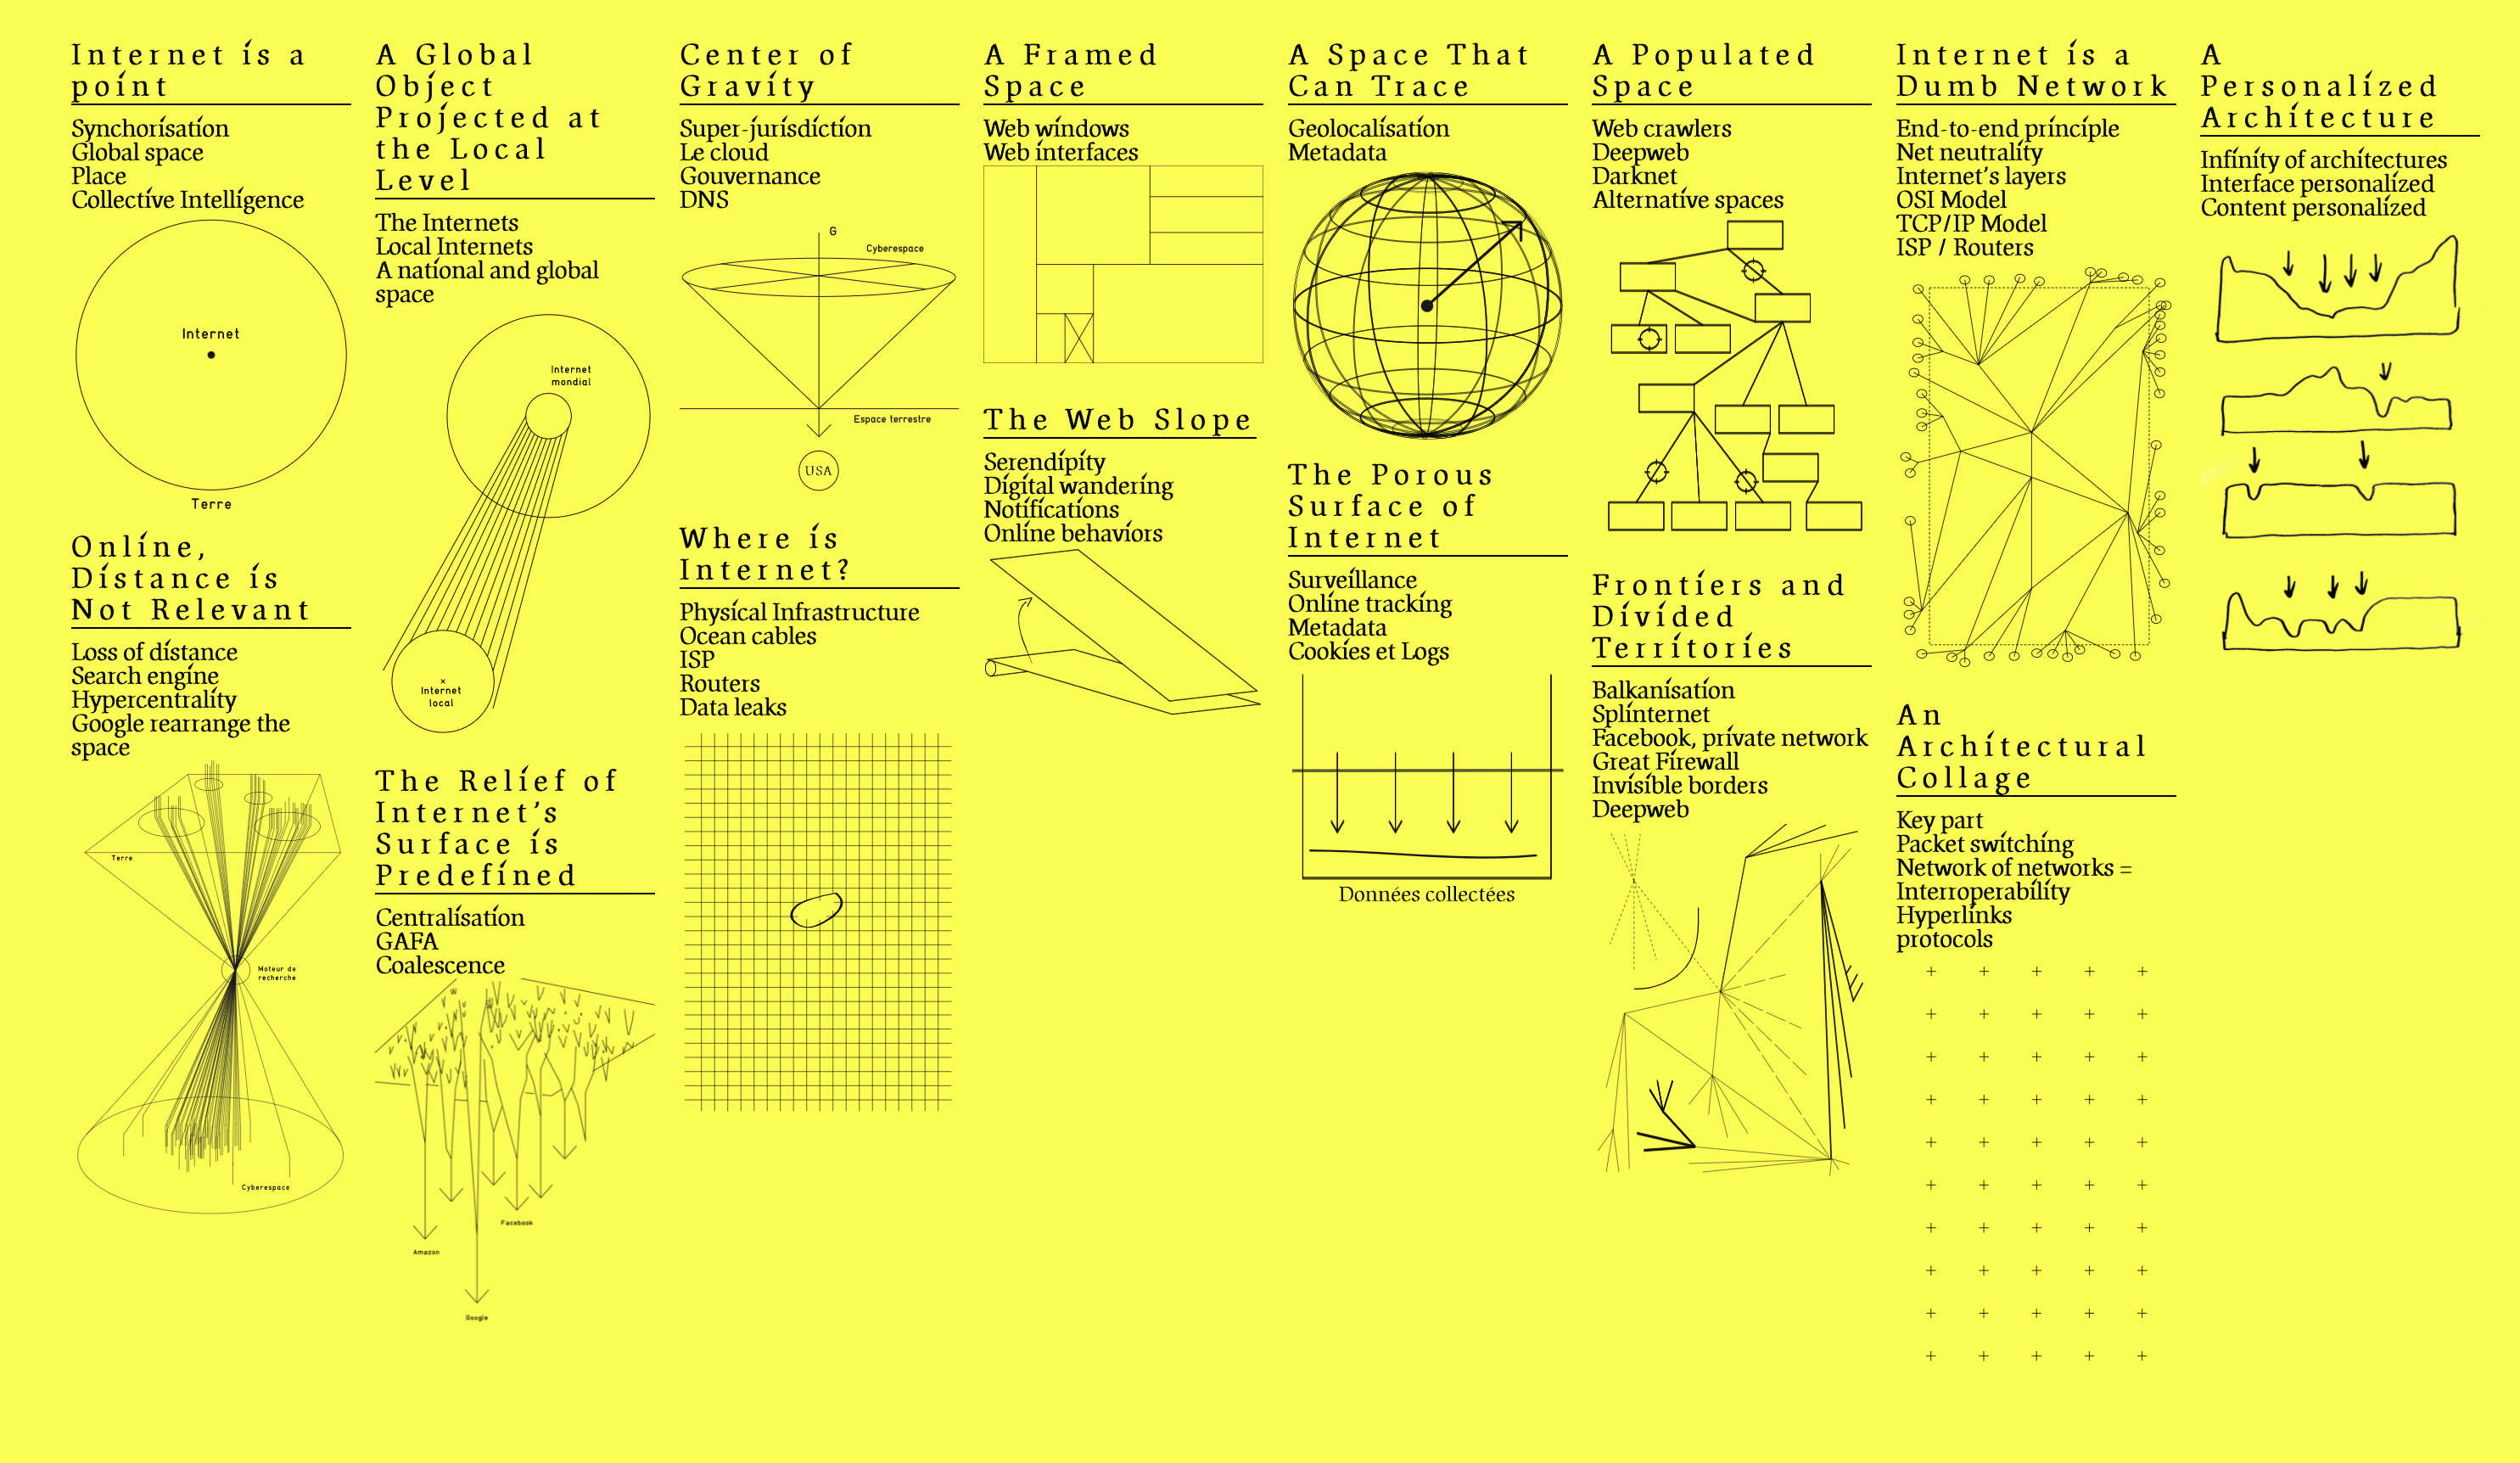 Internet is a
point
Synchorisation
Global space
Place
Collective Intelligence
Internet
Terre
Online,
Distance is
Not Relevant
Loss of distance
Search engine
Hypercentrality
Google rearrange the
space
Terre
Moteur de
recherche
Cyberespace
A Global
Object
Projected at
the Local
Level
The Internets
Local Internets
A national and global
space
Internet
mondial
Internet
local
The Relief of
Internet's
Surface is
Predefined
Centralisation
GAFA
Coalescence
Facebook
Amazon
Google
Center of
Gravity
Super-jurisdiction
Le cloud
Gouvernance
DNS
G
Cyberespace
Espace terrestre
USA
Where is
Internet?
Physical Infrastructure
Ocean cables
ISP
Routers
Data leaks
A Framed
Space
Web windows
Web interfaces
The Web Slope
Serendipity
Digital wandering
Notifications
Online behaviors
A Space That
Can Trace
Geolocalisation
Metadata
The Porous
Surface of
Internet
Surveillance
Online tracking
Metadata
Cookies et Logs
Données collectées
A Populated
Space
Web crawlers
Deepweb
Darknet
Alternative spaces
Frontiers and
Divided
Territories
Balkanisation
Splinternet
Facebook, private network
Great Firewall
Invisible borders
Deepweb
Internet is a
Dumb Network
End-to-end principle
Net neutrality
Internet's layers
OSI Model
TCP/IP Model
ISP / Routers
An
Architectural
Collage
Key part
Packet switching
Network of networks =
Interroperability
Hyperlinks
protocols
A
Personalized
Architecture
Infinity of architectures
Interface personalized
Content personalized